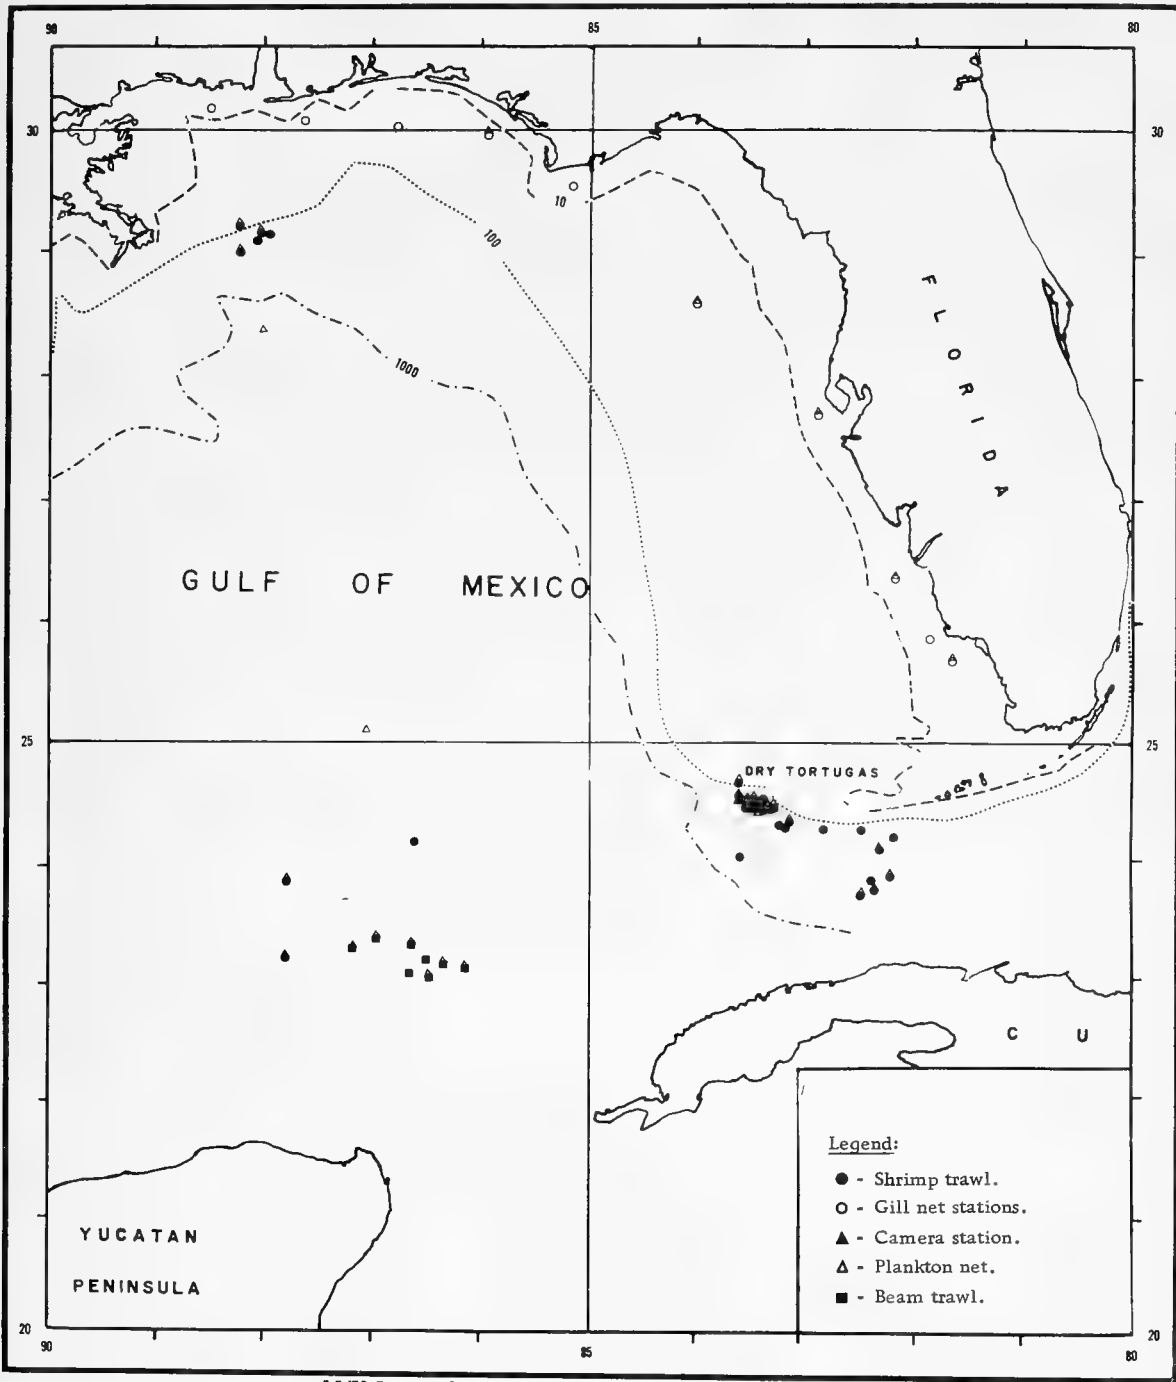 90 85 80
30 30
10
100
FLORIDA
1000
GULF OF MEXICO
25 25
DRY TORTUGAS
C U
Legend:
● - Shrimp trawl.
○ - Gill net stations.
▲ - Camera station.
△ - Plankton net.
■ - Beam trawl.
YUCATAN
PENINSULA
20 20
90 85 80